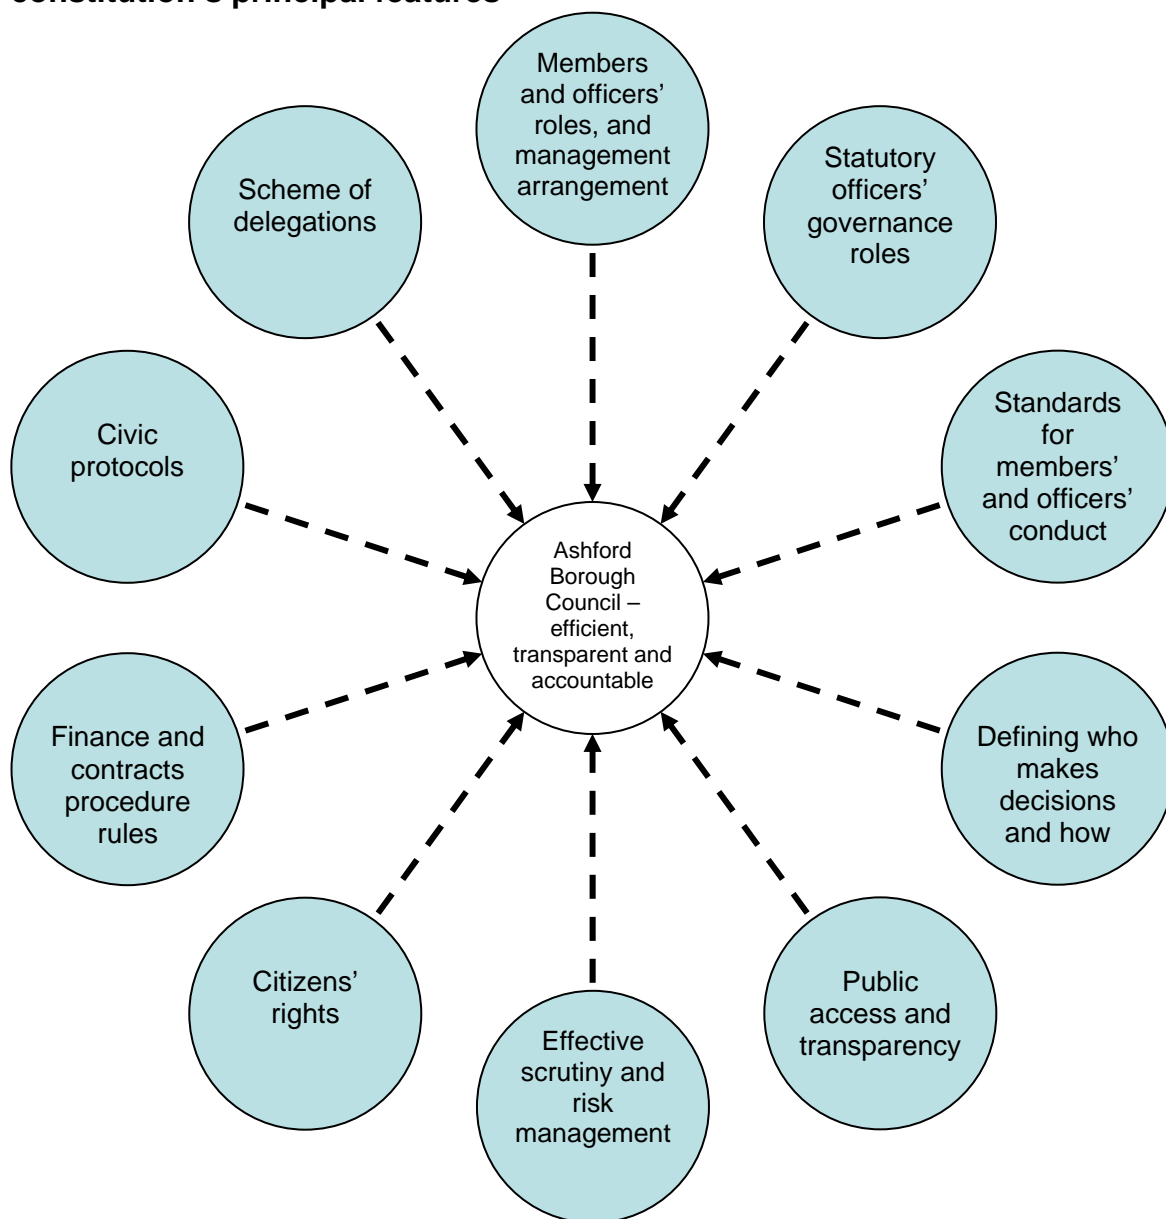 constitution's principal features
Members
and officers’
roles, and
management
arrangement
Statutory
officers’
governance
roles
Scheme of
delegations
Standards
for
members’
and officers’
conduct
Civic
protocols
Ashford
Borough
Council –
efficient,
transparent and
accountable
Finance and
contracts
procedure
rules
Defining who
makes
decisions
and how
Citizens’
rights
Public
access and
transparency
Effective
scrutiny and
risk
management